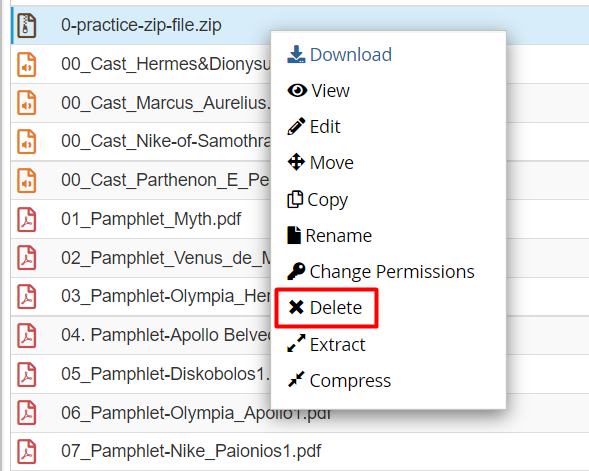 0-practice-zip-file.zip
00_Cast_Hermes&Dionysu
00_Cast_Marcus_Aurelius.
00_Cast_Nike-of-Samothra
00_Cast_Parthenon_E_Pe
01_Pamphlet_Myth.pdf
02_Pamphlet_Venus_de_M
03_Pamphlet-Olympia_Her
04. Pamphlet-Apollo Belved
05_Pamphlet-Diskobolos1.
06_Pamphlet-Olympia_Apollo1.pdf
07_Pamphlet-Nike_Paionios1.pdf
Download
View
Edit
Move
Copy
Rename
Change Permissions
Delete
Extract
Compress